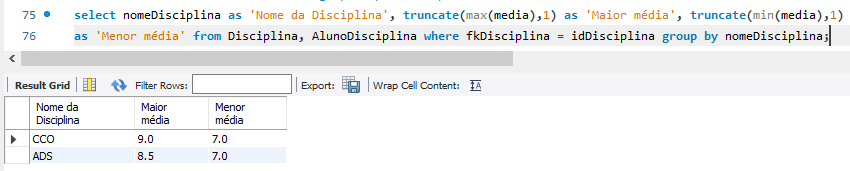 75 select nomeDisciplina as 'Nome da Disciplina', truncate(max(media),1) as 'Maior média', truncate(min(media),1)
76 as 'Menor média' from Disciplina, AlunoDisciplina where fkDisciplina = idDisciplina group by nomeDisciplina;
Result Grid Filter Rows: Export: Wrap Cell Content:
Nome da Maior Menor
Disciplina média média
CCO 9.0 7.0
ADS 8.5 7.0